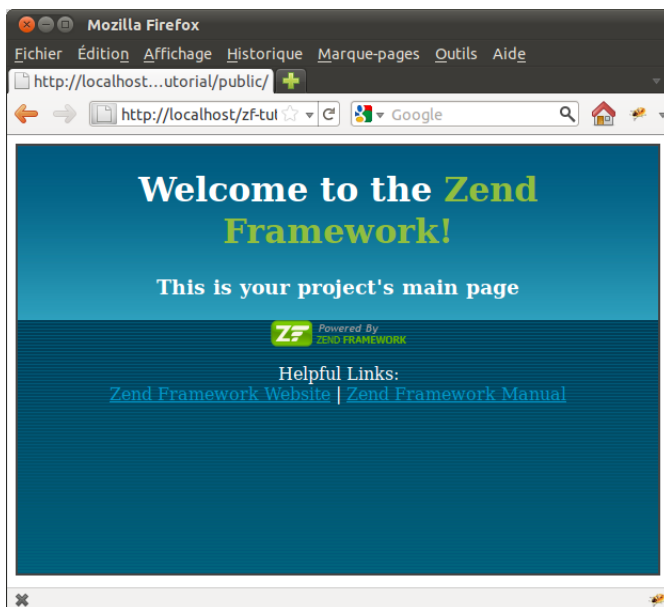 Mozilla Firefox
Fichier Édition Affichage Historique Marque-pages Outils Aide
http://localhost...utorial/public/
http://localhost/zf-tut
Google
Welcome to the Zend
Framework!
This is your project's main page
ZF Powered By
ZEND FRAMEWORK
Helpful Links:
Zend Framework Website | Zend Framework Manual